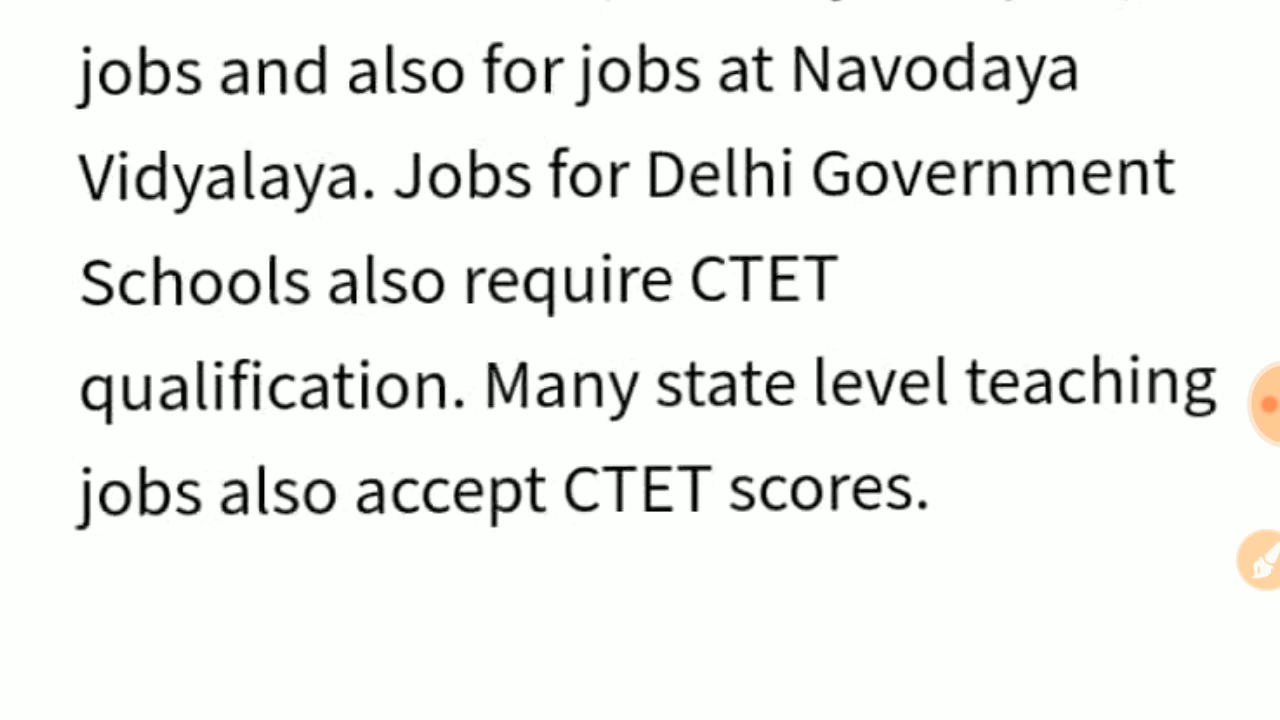 jobs and also for jobs at Navodaya
Vidyalaya. Jobs for Delhi Government
Schools also require CTET
qualification. Many state level teaching
jobs also accept CTET scores.